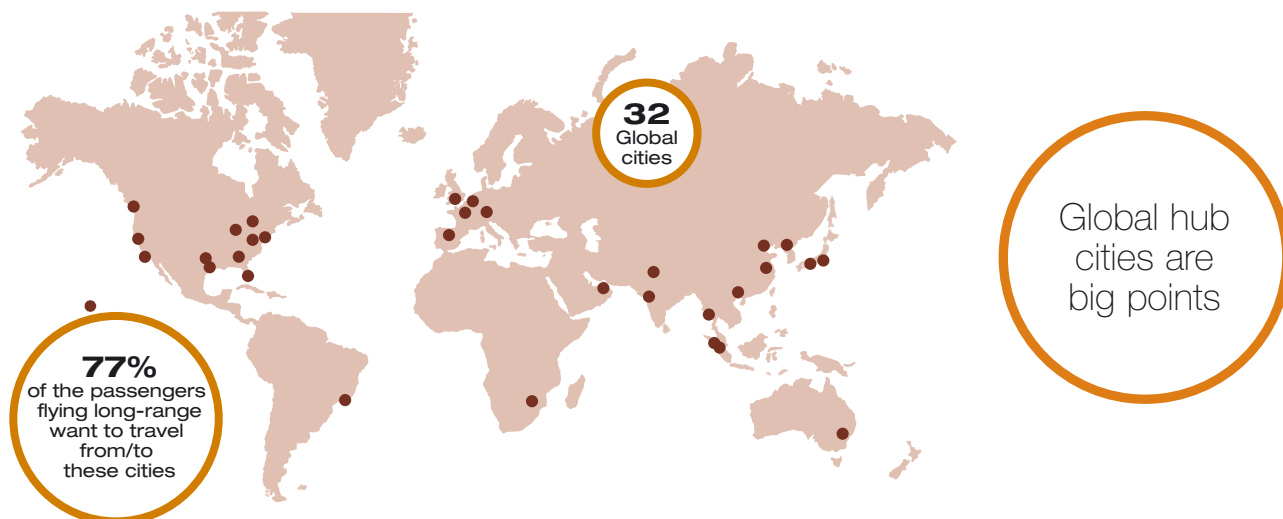 32
Global
cities
77%
of the passengers
flying long-range
want to travel
from/to
these cities
Global hub
cities are
big points